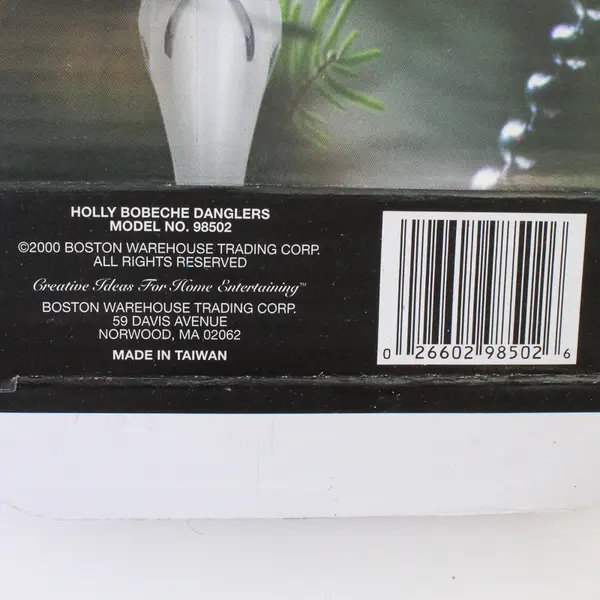 HOLLY BOBECHE DANGLERS
MODEL NO. 98502
©2000 BOSTON WAREHOUSE TRADING CORP.
ALL RIGHTS RESERVED
Creative Ideas For Home Entertaining™
BOSTON WAREHOUSE TRADING CORP.
59 DAVIS AVENUE
NORWOOD, MA 02062
MADE IN TAIWAN
0 26602 98502 6